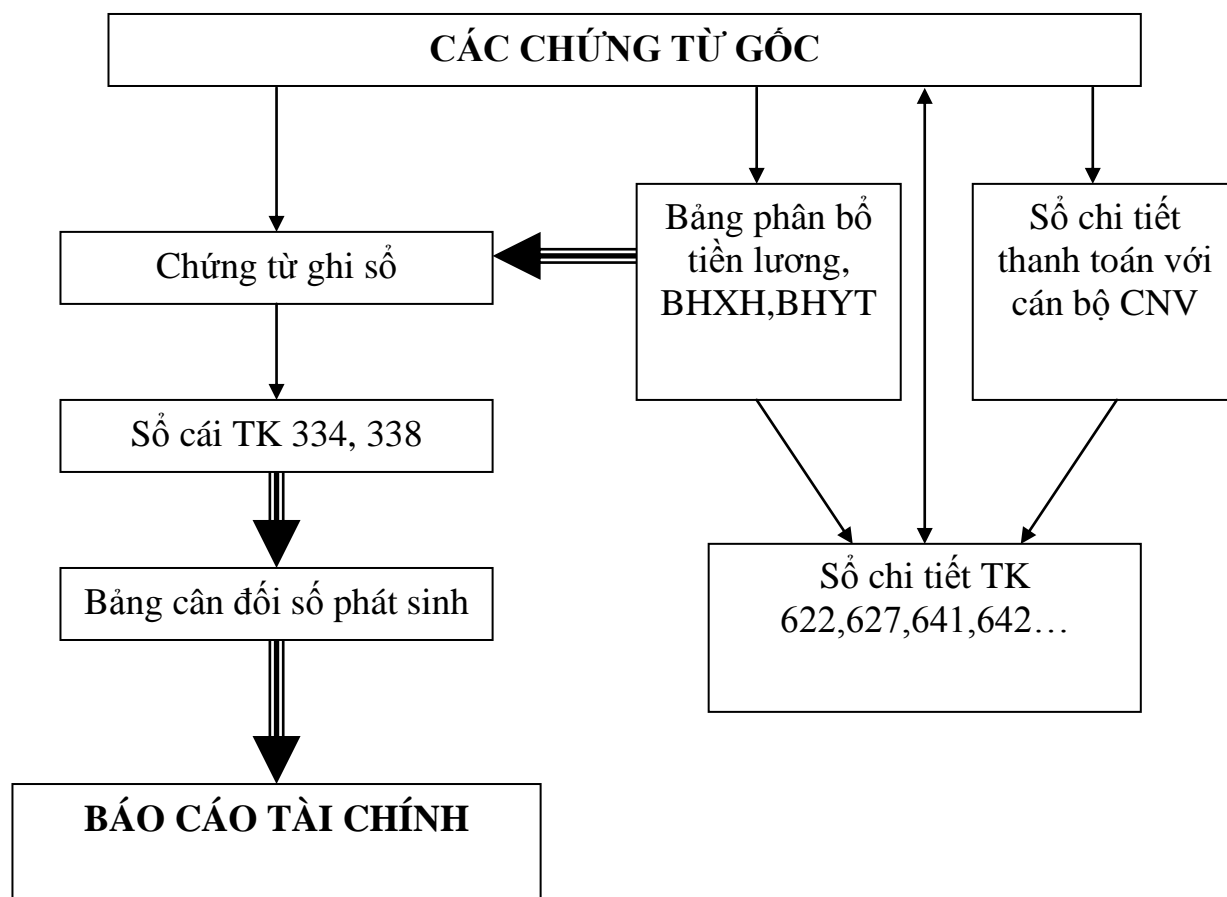 CÁC CHỨNG TỪ GỐC
Chứng từ ghi sổ
Bảng phân bổ
tiền lương,
BHXH,BHYT
Sổ chi tiết
thanh toán với
cán bộ CNV
Sổ cái TK 334, 338
Bảng cân đối số phát sinh
Sổ chi tiết TK
622,627,641,642…
BÁO CÁO TÀI CHÍNH